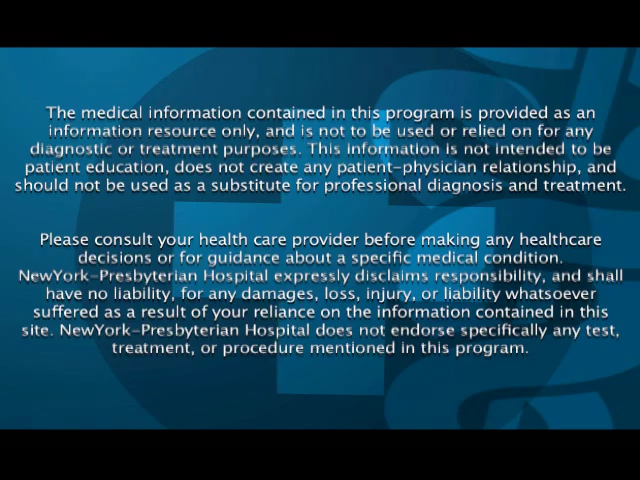 The medical information contained in this program is provided as an
information resource only, and is not to be used or relied on for any
diagnostic or treatment purposes. This information is not intended to be
patient education, does not create any patient-physician relationship, and
should not be used as a substitute for professional diagnosis and treatment.
Please consult your health care provider before making any healthcare
decisions or for guidance about a specific medical condition.
NewYork-Presbyterian Hospital expressly disclaims responsibility, and shall
have no liability, for any damages, loss, injury, or liability whatsoever
suffered as a result of your reliance on the information contained in this
site. NewYork-Presbyterian Hospital does not endorse specifically any test,
treatment, or procedure mentioned in this program.